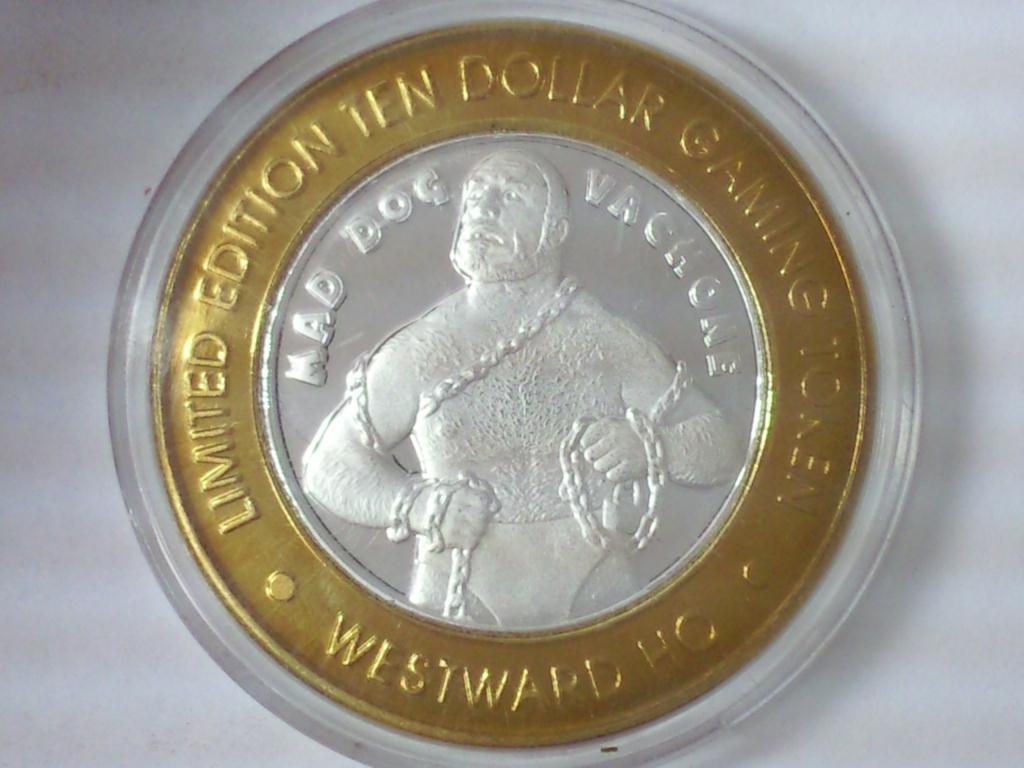 LIMITED EDITION TEN DOLLAR GAMING TOKEN
MAD DOG VACHONE
WESTWARD HO